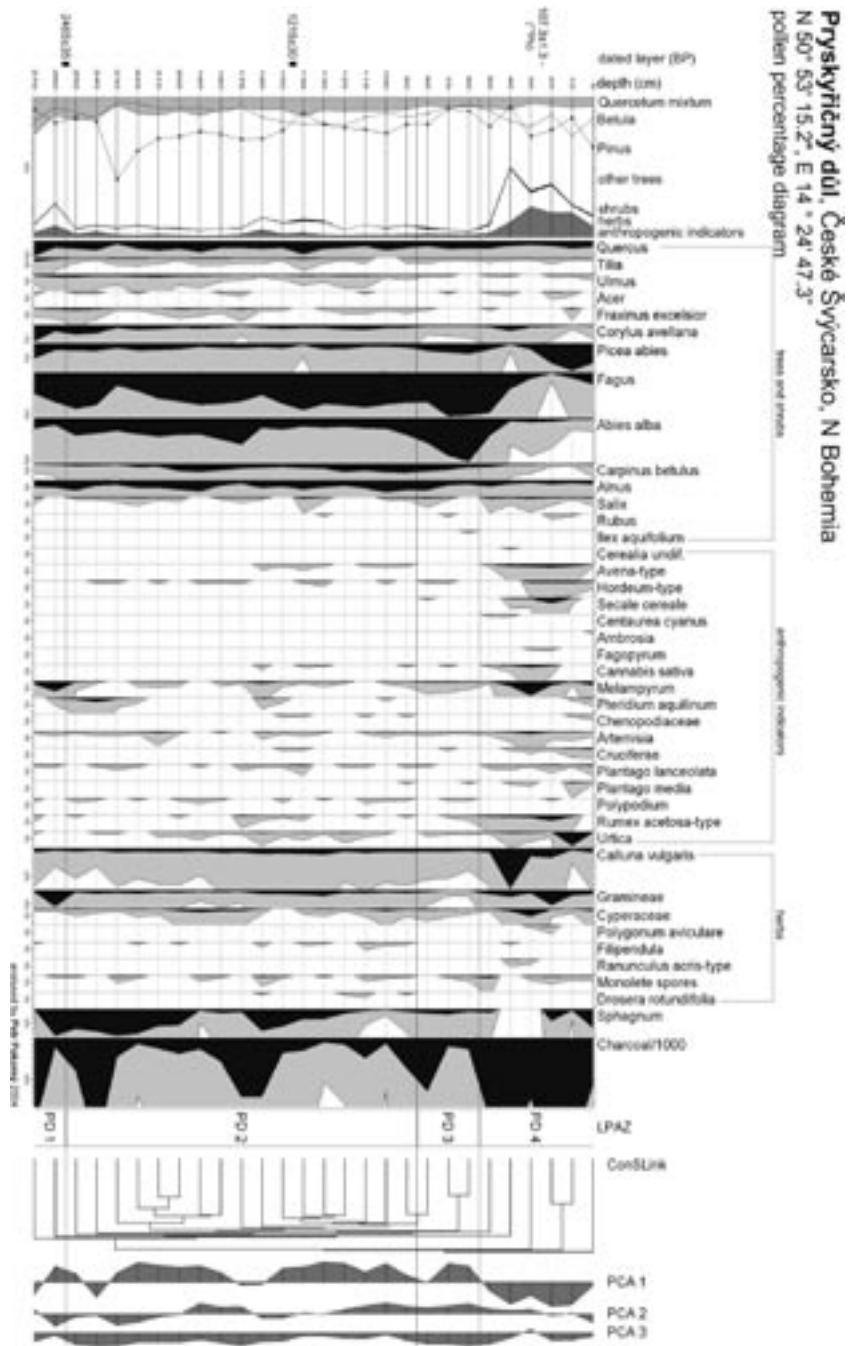 Pryskyřičný důl, České Švýcarsko, N Bohemia
N 50° 53' 15.2", E 14 ° 24' 47.3"
pollen percentage diagram
dated layer (BP)
depth (cm)
Quercetum mixtum
Betula
Pinus
other trees
shrubs
herbs
anthropogenic indicators
trees and shrubs
Quercus
Tilia
Ulmus
Acer
Fraxinus excelsior
Corylus avellana
Picea abies
Fagus
Abies alba
Carpinus betulus
Alnus
Salix
Rubus
Ilex aquifolium
anthropogenic indicators
Cerealia undif.
Avena-type
Hordeum-type
Secale cereale
Centaurea cyanus
Ambrosia
Fagopyrum
Cannabis sativa
Melampyrum
Pteridium aquilinum
Chenopodiaceae
Artemisia
Cruciferae
Plantago lanceolata
Plantago media
Polypodium
Rumex acetosa-type
Urtica
herbs
Calluna vulgaris
Gramineae
Cyperaceae
Polygonum aviculare
Filipendula
Ranunculus acris-type
Monolete spores
Drosera rotundifolia
Sphagnum
Charcoal/1000
LPAZ
PD 4
PD 3
PD 2
PD 1
ConSLink
PCA 1
PCA 2
PCA 3